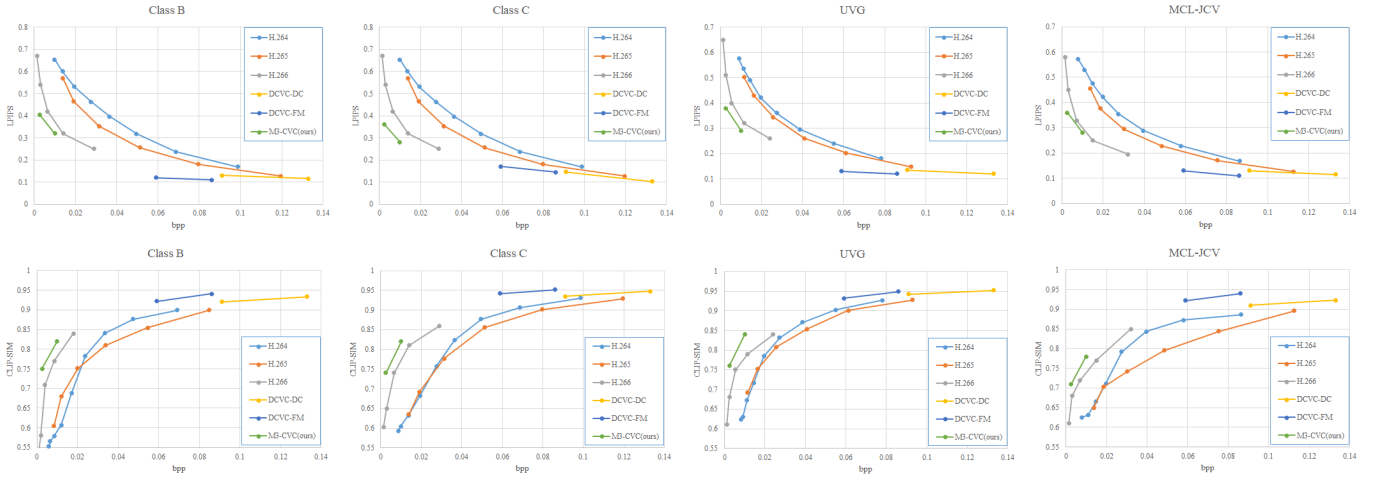 Class B
0.8
0.7
0.6
0.5
0.4
0.3
0.2
0.1
0
LPIPS
0 0.02 0.04 0.06 0.08 0.1 0.12 0.14
bpp
H.264
H.265
H.266
DCVC-DC
DCVC-FM
M3-CVC(ours)
Class C
0.8
0.7
0.6
0.5
0.4
0.3
0.2
0.1
0
LPIPS
0 0.02 0.04 0.06 0.08 0.1 0.12 0.14
bpp
H.264
H.265
H.266
DCVC-DC
DCVC-FM
M3-CVC(ours)
UVG
0.7
0.6
0.5
0.4
0.3
0.2
0.1
0
LPIPS
0 0.02 0.04 0.06 0.08 0.1 0.12 0.14
bpp
H.264
H.265
H.266
DCVC-DC
DCVC-FM
M3-CVC(ours)
MCL-JCV
0.7
0.6
0.5
0.4
0.3
0.2
0.1
0
LPIPS
0 0.02 0.04 0.06 0.08 0.1 0.12 0.14
bpp
H.264
H.265
H.266
DCVC-DC
DCVC-FM
M3-CVC(ours)
Class B
1
0.95
0.9
0.85
0.8
0.75
0.7
0.65
0.6
0.55
CLIP-SIM
0 0.02 0.04 0.06 0.08 0.1 0.12 0.14
bpp
H.264
H.265
H.266
DCVC-DC
DCVC-FM
M3-CVC(ours)
Class C
1
0.95
0.9
0.85
0.8
0.75
0.7
0.65
0.6
0.55
CLIP-SIM
0 0.02 0.04 0.06 0.08 0.1 0.12 0.14
bpp
H.264
H.265
H.266
DCVC-DC
DCVC-FM
M3-CVC(ours)
UVG
1
0.95
0.9
0.85
0.8
0.75
0.7
0.65
0.6
0.55
CLIP-SIM
0 0.02 0.04 0.06 0.08 0.1 0.12 0.14
bpp
H.264
H.265
H.266
DCVC-DC
DCVC-FM
M3-CVC(ours)
MCL-JCV
1
0.95
0.9
0.85
0.8
0.75
0.7
0.65
0.6
0.55
CLIP-SIM
0 0.02 0.04 0.06 0.08 0.1 0.12 0.14
bpp
H.264
H.265
H.266
DCVC-DC
DCVC-FM
M3-CVC(ours)